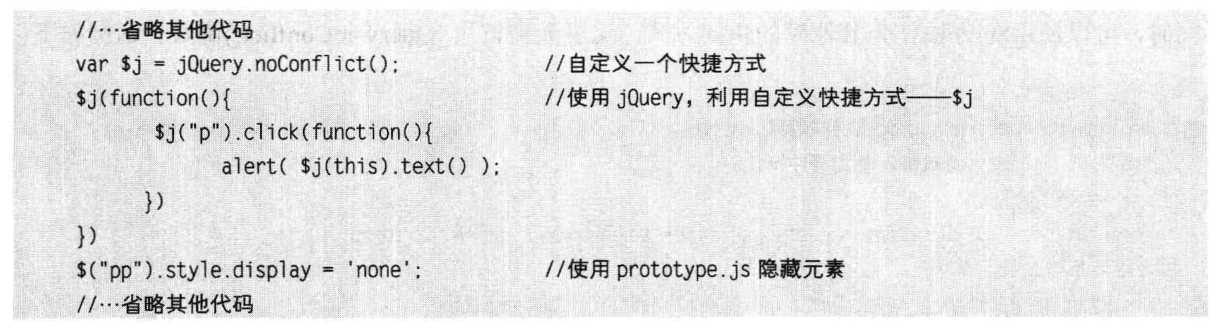 //…省略其他代码
var $j = jQuery.noConflict(); //自定义一个快捷方式
$j(function(){ //使用 jQuery，利用自定义快捷方式——$j
$j("p").click(function(){
alert( $j(this).text() );
})
})
$("pp").style.display = 'none'; //使用 prototype.js 隐藏元素
//…省略其他代码